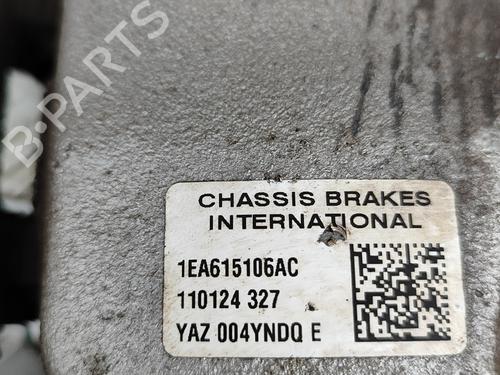 B-PARTS
CHASSIS BRAKES
INTERNATIONAL
1EA615106AC
110124 327
YAZ 004YNDQ E